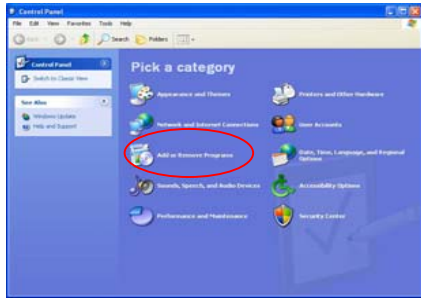 Control Panel
File Edit View Favorites Tools Help
Back Search Folders
Control Panel
Switch to Classic View
See Also
Windows Update
Help and Support
Pick a category
Appearance and Themes
Printers and Other Hardware
Network and Internet Connections
User Accounts
Add or Remove Programs
Date, Time, Language, and Regional
Options
Sounds, Speech, and Audio Devices
Accessibility Options
Performance and Maintenance
Security Center